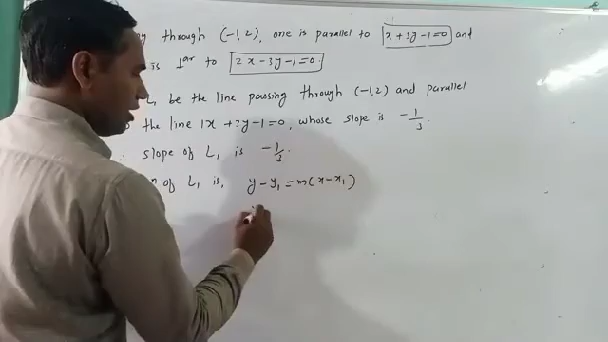 through (-1,2), one is parallel to x+3y-1=0 and
is 1ar to 2x-3y-1=0.
L1 be the line passing through (-1,2) and parallel
the line 1x+3y-1=0, whose slope is -1/3.
slope of L1 is -1/3.
of L1 is, y-y1=m(x-x1)